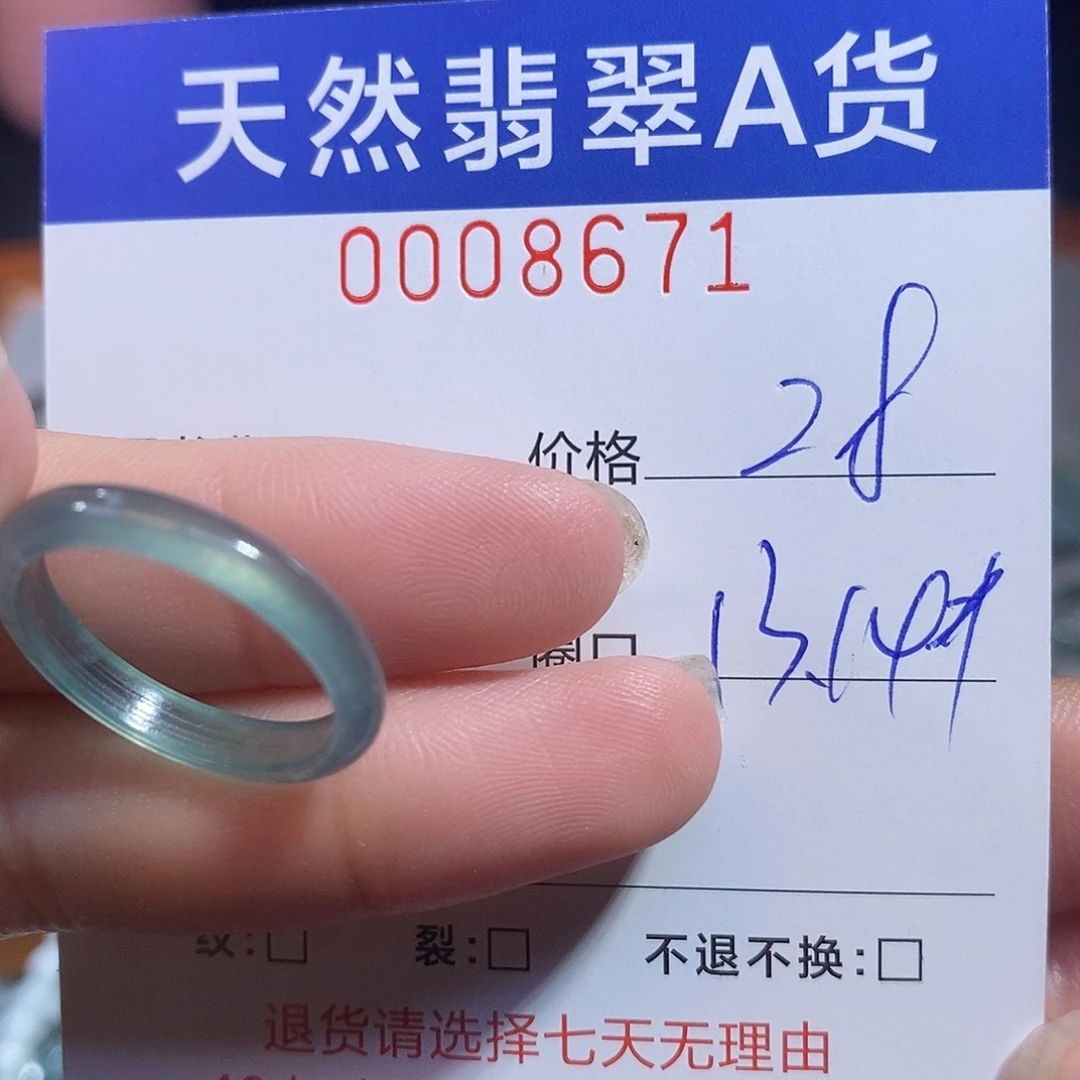 天然翡翠A货
0008671
价格 28
圈口 13.14
纹:□ 裂:□ 不退不换:□
退货请选择七天无理由